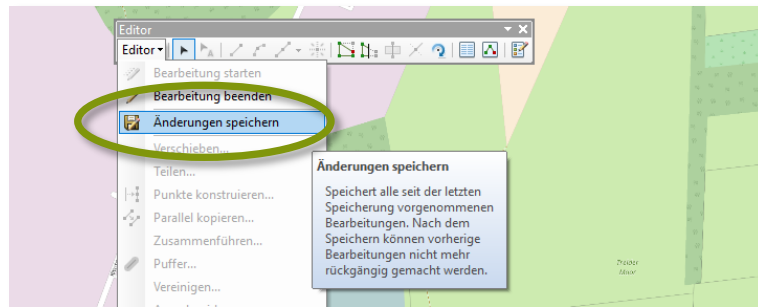 Editor
Editor
Bearbeitung starten
Bearbeitung beenden
Änderungen speichern
Verschieben...
Teilen...
Punkte konstruieren...
Parallel kopieren...
Zusammenführen...
Puffer...
Vereinigen...
Änderungen speichern
Speichert alle seit der letzten
Speicherung vorgenommenen
Bearbeitungen. Nach dem
Speichern können vorherige
Bearbeitungen nicht mehr
rückgängig gemacht werden.
Moor